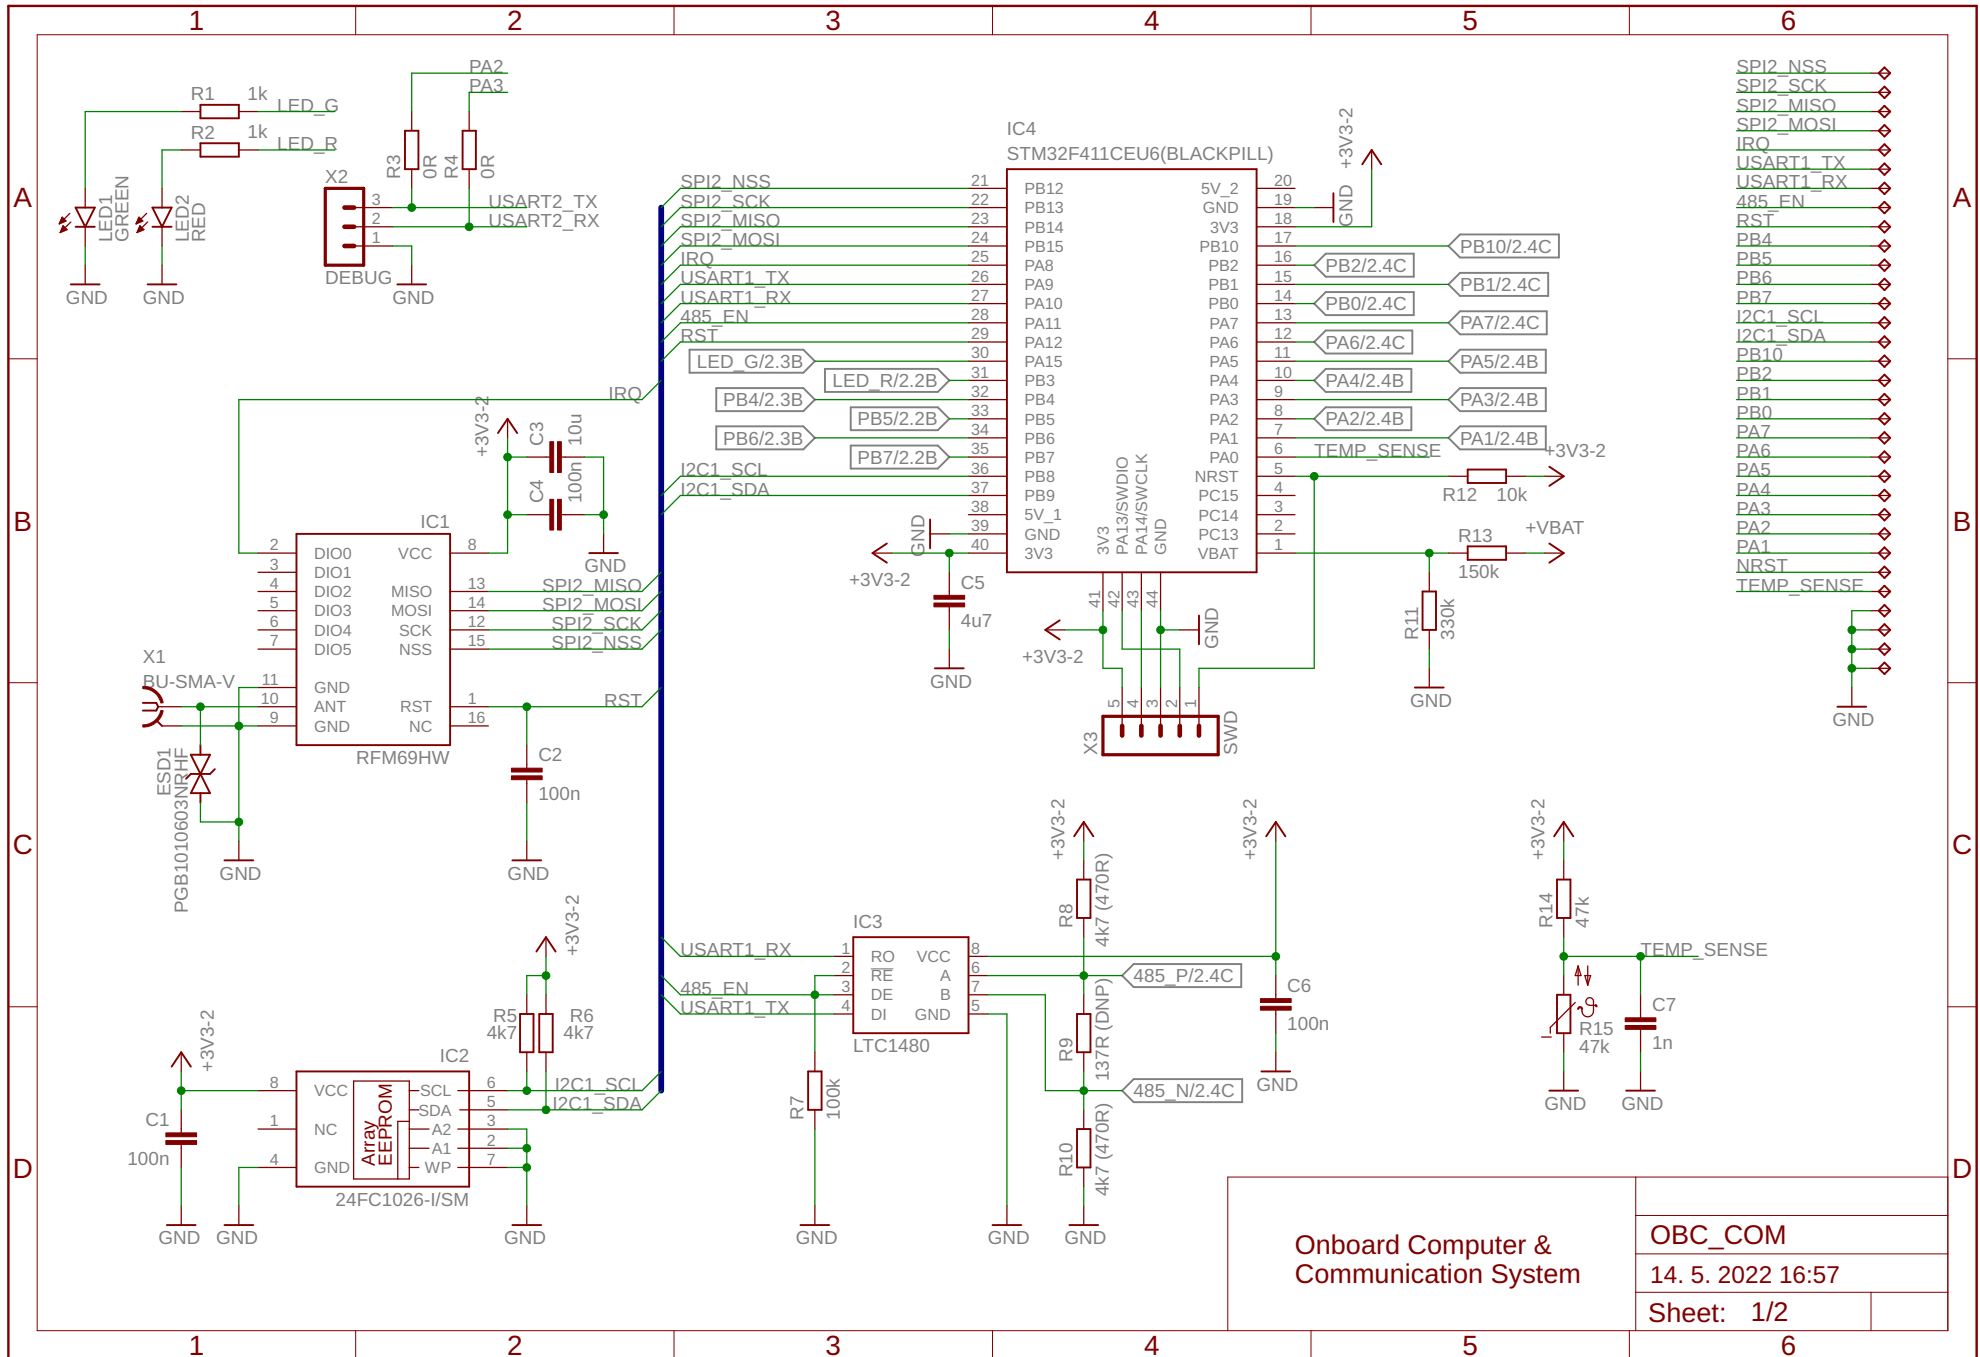 1 2 3 4 5 6
A
B
C
D
A
B
C
D
1 2 3 4 5 6
R1 1k LED_G
R2 1k LED_R
LED1
GREEN
LED2
RED
GND GND
PA2
PA3
R3 0R
R4 0R
X2
3 USART2_TX
2 USART2_RX
1
DEBUG
GND
IC4
STM32F411CEU6(BLACKPILL)
SPI2_NSS 21 PB12
SPI2_SCK 22 PB13
SPI2_MISO 23 PB14
SPI2_MOSI 24 PB15
IRQ 25 PA8
USART1_TX 26 PA9
USART1_RX 27 PA10
485_EN 28 PA11
RST 29 PA12
LED_G/2.3B 30 PA15
LED_R/2.2B 31 PB3
PB4/2.3B 32 PB4
PB5/2.2B 33 PB5
PB6/2.3B 34 PB6
PB7/2.2B 35 PB7
I2C1_SCL 36 PB8
I2C1_SDA 37 PB9
38 5V_1
GND 39 GND
40 3V3
+3V3-2
C5
4u7
GND
5V_2 20
GND 19 GND
3V3 18
+3V3-2
PB10 17 PB10/2.4C
PB2 16 PB2/2.4C
PB1 15 PB1/2.4C
PB0 14 PB0/2.4C
PA7 13 PA7/2.4C
PA6 12 PA6/2.4C
PA5 11 PA5/2.4B
PA4 10 PA4/2.4B
PA3 9 PA3/2.4B
PA2 8 PA2/2.4B
PA1 7 PA1/2.4B
PA0 6 TEMP_SENSE
NRST 5
PC15 4
PC14 3
PC13 2
VBAT 1
R12 10k +3V3-2
R13 150k +VBAT
R11 330k
GND
3V3
PA13/SWDIO
PA14/SWCLK
GND
41 42 43 44
+3V3-2
GND
5 4 3 2 1
X3
SWD
SPI2_NSS
SPI2_SCK
SPI2_MISO
SPI2_MOSI
IRQ
USART1_TX
USART1_RX
485_EN
RST
PB4
PB5
PB6
PB7
I2C1_SCL
I2C1_SDA
PB10
PB2
PB1
PB0
PA7
PA6
PA5
PA4
PA3
PA2
PA1
NRST
TEMP_SENSE
GND
IRQ
+3V3-2
C3 10u
C4 100n
GND
IC1
2 DIO0 VCC 8
3 DIO1
4 DIO2 MISO 13 SPI2_MISO
5 DIO3 MOSI 14 SPI2_MOSI
6 DIO4 SCK 12 SPI2_SCK
7 DIO5 NSS 15 SPI2_NSS
11 GND
10 ANT RST 1 RST
9 GND NC 16
RFM69HW
X1
BU-SMA-V
ESD1
PGB1010603NRHF
GND
C2
100n
GND
+3V3-2
R5
4k7
R6
4k7
IC2
+3V3-2
8 VCC SCL 6 I2C1_SCL
SDA 5 I2C1_SDA
1 NC A2 3
A1 2
4 GND WP 7
Array
EEPROM
24FC1026-I/SM
C1
100n
GND GND GND
IC3
USART1_RX 1 RO VCC 8
2 RE A 6
485_EN 3 DE B 7
USART1_TX 4 DI GND 5
LTC1480
R7 100k
GND GND GND
+3V3-2
R8 4k7 (470R)
485_P/2.4C
R9 137R (DNP)
485_N/2.4C
R10 4k7 (470R)
+3V3-2
C6
100n
GND
+3V3-2
R14 47k
TEMP_SENSE
R15
47k
C7
1n
GND GND
Onboard Computer &
Communication System
OBC_COM
14. 5. 2022 16:57
Sheet: 1/2